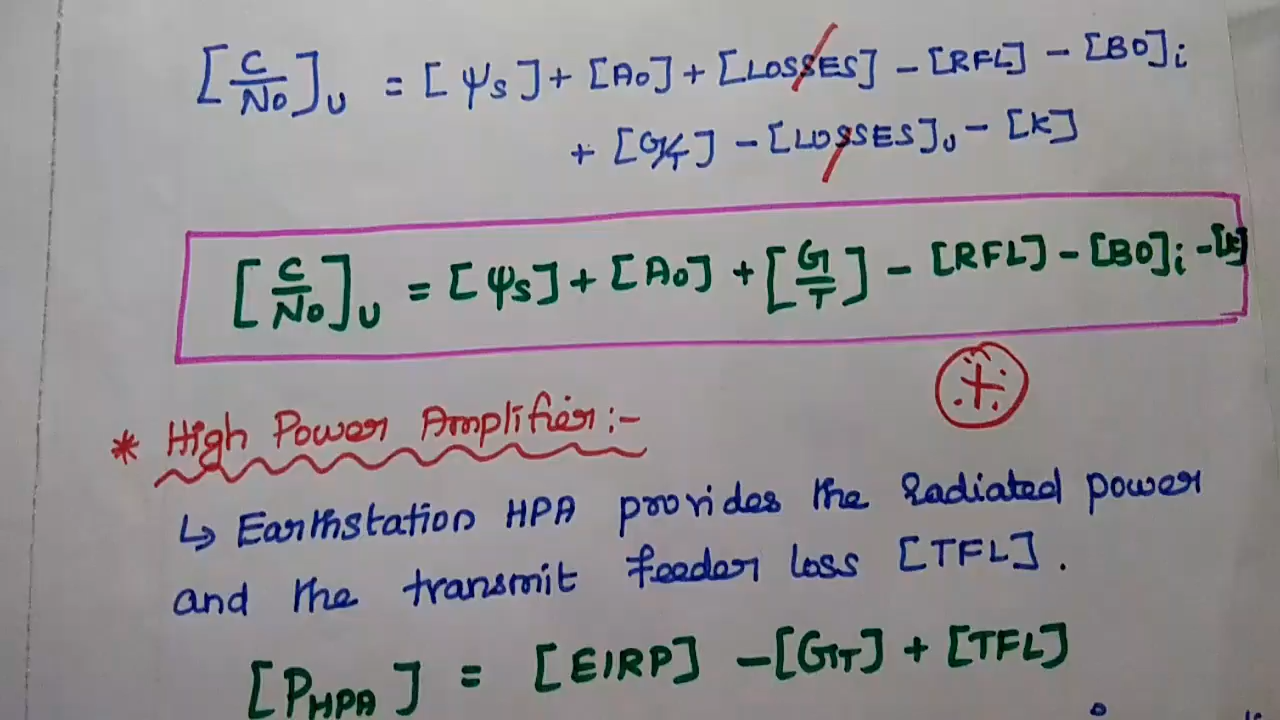 [C/No]U = [ψs] + [Ao] + [LOSSES] - [RFL] - [BO]i
+ [G/T] - [LOSSES]U - [K]
[C/No]U = [ψs] + [Ao] + [G/T] - [RFL] - [BO]i - [K]
* High Power Amplifier :-
↳ Earthstation HPA provides the Radiated power
and the transmit feeder loss [TFL].
[PHPA] = [EIRP] - [GT] + [TFL]